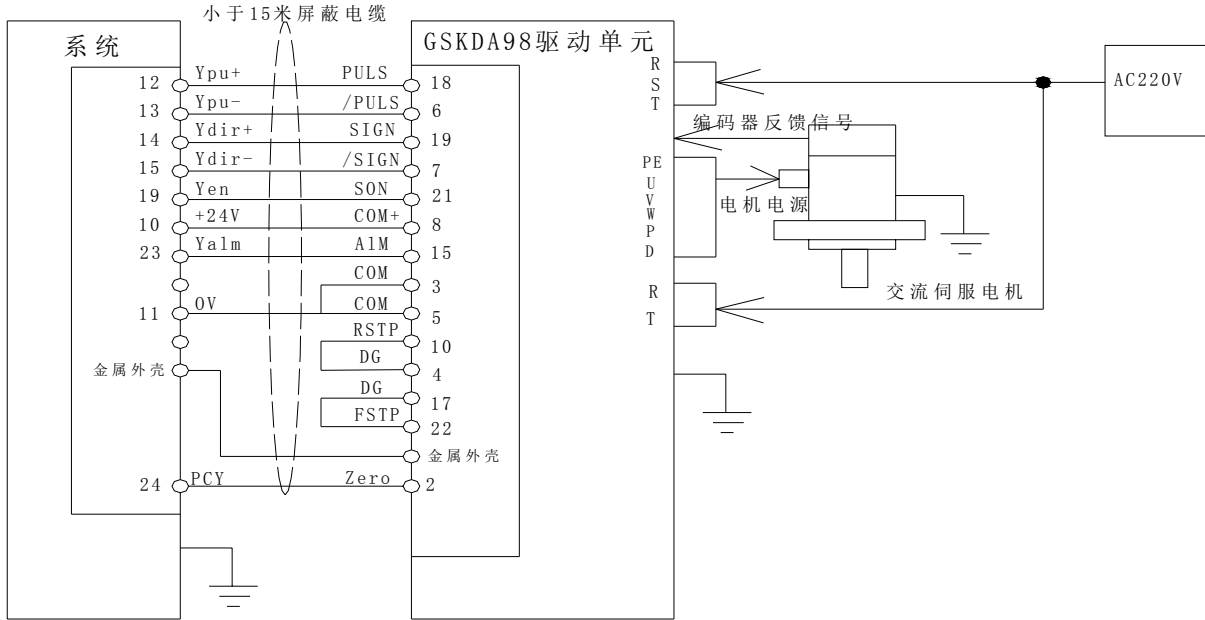 小于15米屏蔽电缆
系统
GSKDA98驱动单元
12 Ypu+ PULS 18
13 Ypu- /PULS 6
14 Ydir+ SIGN 19
15 Ydir- /SIGN 7
19 Yen SON 21
10 +24V COM+ 8
23 Yalm AlM 15
COM 3
11 OV COM 5
RSTP 10
DG 4
金属外壳
DG 17
FSTP 22
金属外壳
24 PCY Zero 2
R
S
T
AC220V
编码器反馈信号
PE
U
V
W
P
D
电机电源
交流伺服电机
R
T